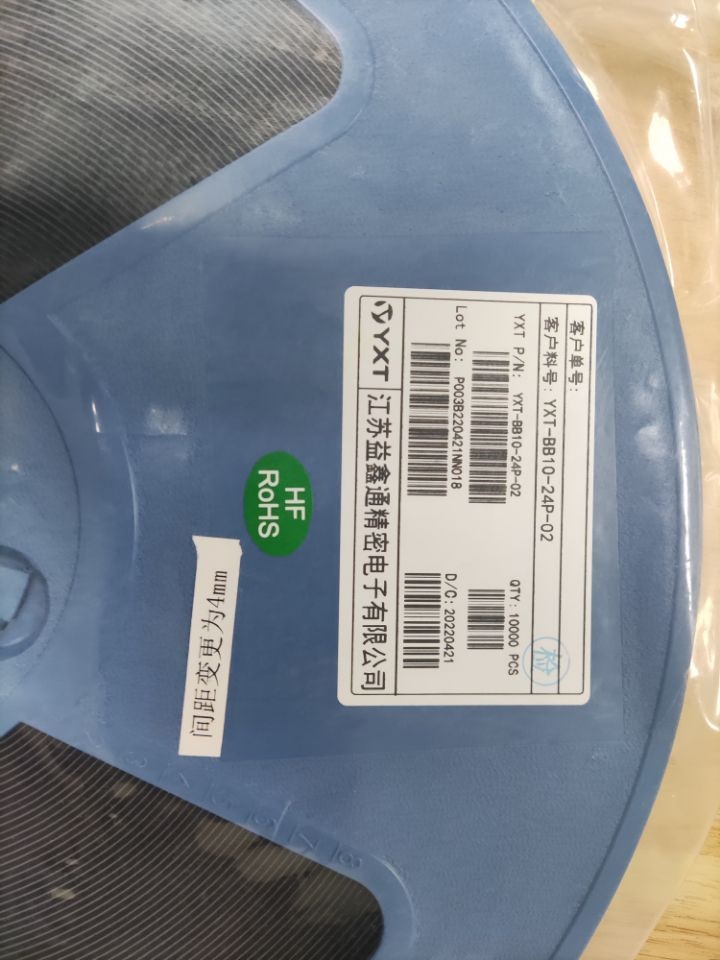 客户单号:
客户料号: YXT-BB10-24P-02
YXT P/N: YXT-BB10-24P-02
QTY: 10000 PCS
检
Lot No: P003B220421NN018
D/C: 20220421
YXT 江苏益鑫通精密电子有限公司
HF
RoHS
间距变更为4mm